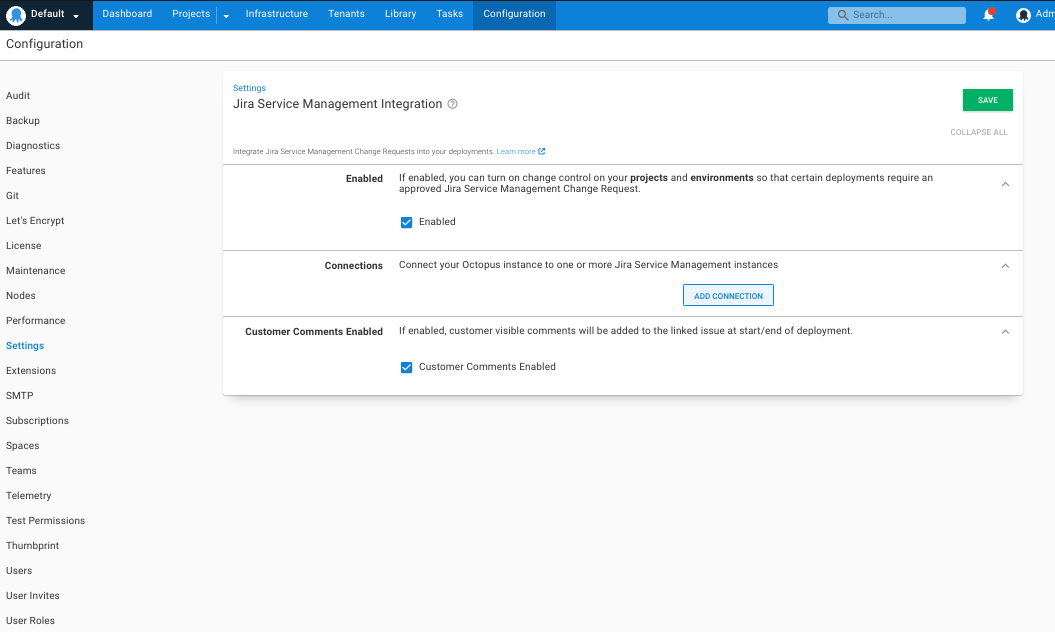 Default Dashboard Projects Infrastructure Tenants Library Tasks Configuration Search... Adm
Configuration
Audit
Backup
Diagnostics
Features
Git
Let's Encrypt
License
Maintenance
Nodes
Performance
Settings
Extensions
SMTP
Subscriptions
Spaces
Teams
Telemetry
Test Permissions
Thumbprint
Users
User Invites
User Roles
Settings
Jira Service Management Integration
SAVE
COLLAPSE ALL
Integrate Jira Service Management Change Requests into your deployments. Learn more
Enabled
If enabled, you can turn on change control on your projects and environments so that certain deployments require an
approved Jira Service Management Change Request.
Enabled
Connections
Connect your Octopus instance to one or more Jira Service Management instances
ADD CONNECTION
Customer Comments Enabled
If enabled, customer visible comments will be added to the linked issue at start/end of deployment.
Customer Comments Enabled